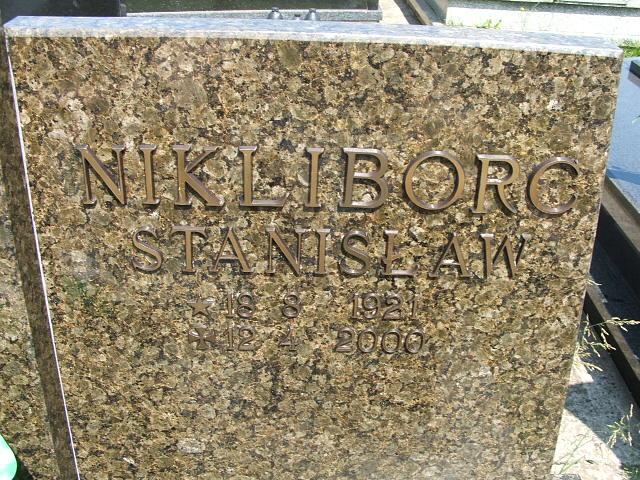 NIKLIBORC
STANISŁAW
★ 18 8 1921
✠ 12 4 2000